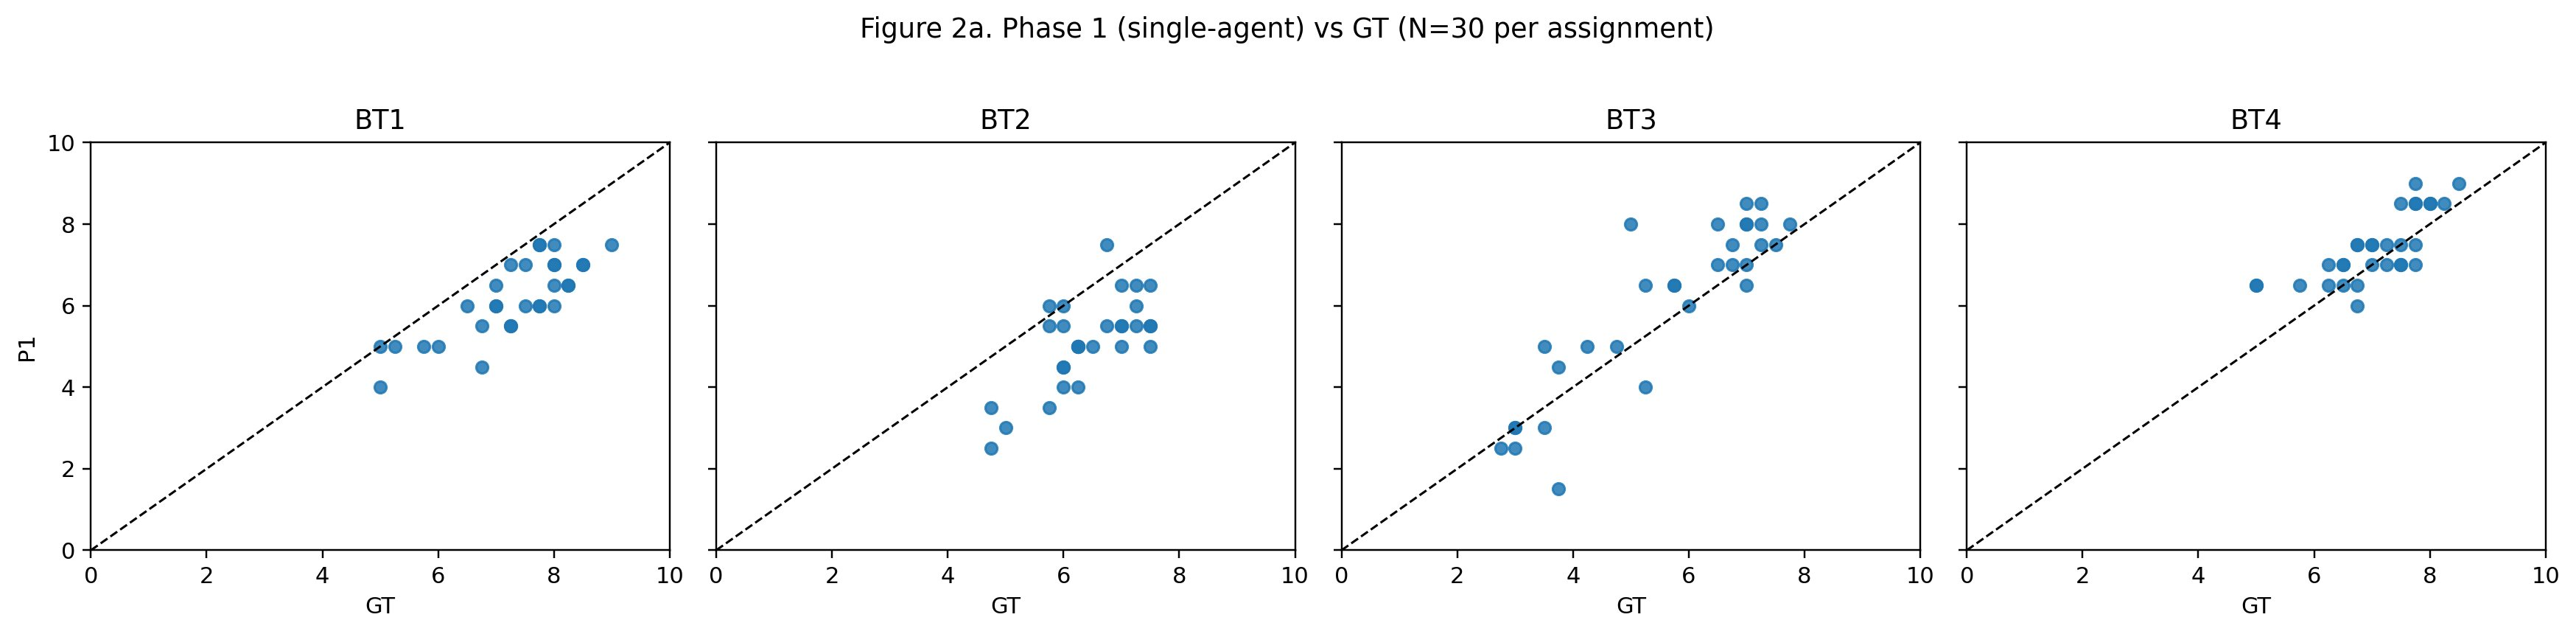 Figure 2a. Phase 1 (single-agent) vs GT (N=30 per assignment)
BT1
BT2
BT3
BT4
P1
10
8
6
4
2
0
0 2 4 6 8 10
0 2 4 6 8 10
0 2 4 6 8 10
0 2 4 6 8 10
GT
GT
GT
GT